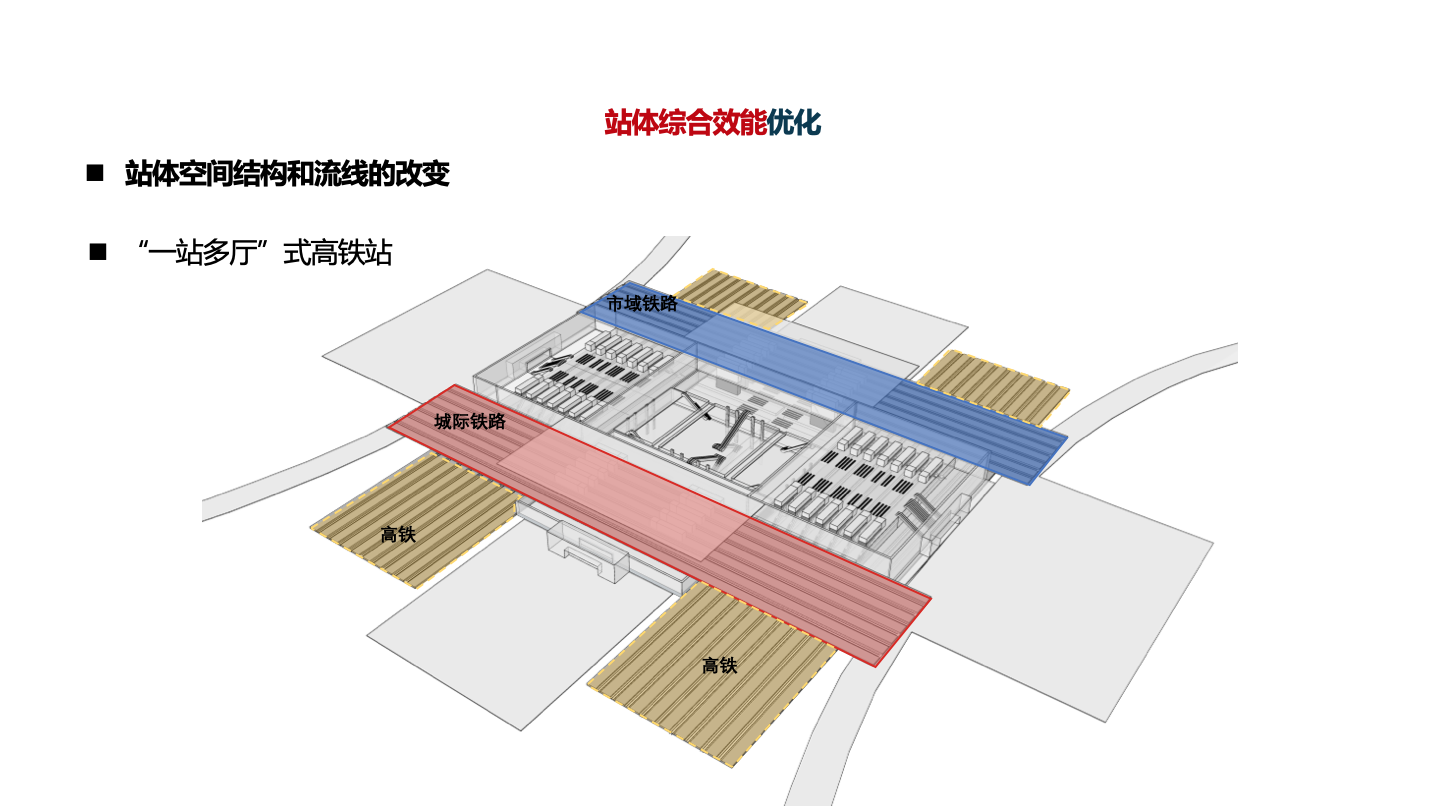 站体综合效能优化
■ 站体空间结构和流线的改变
■ “一站多厅”式高铁站
市域铁路
城际铁路
高铁
高铁